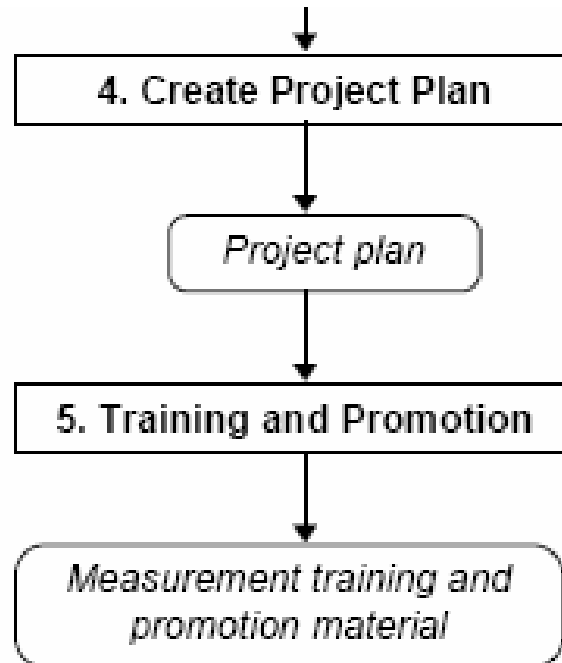 4. Create Project Plan
Project plan
5. Training and Promotion
Measurement training and
promotion material